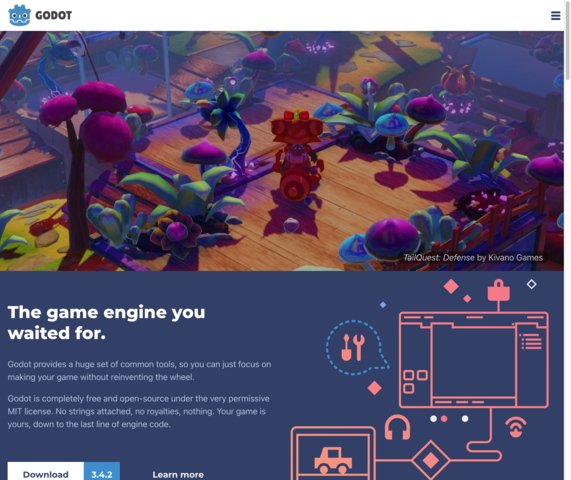 GODOT
TailQuest: Defense by Kivano Games
The game engine you
waited for.
Godot provides a huge set of common tools, so you can just focus on
making your game without reinventing the wheel.
Godot is completely free and open-source under the very permissive
MIT license. No strings attached, no royalties, nothing. Your game is
yours, down to the last line of engine code.
Download 3.4.2 Learn more